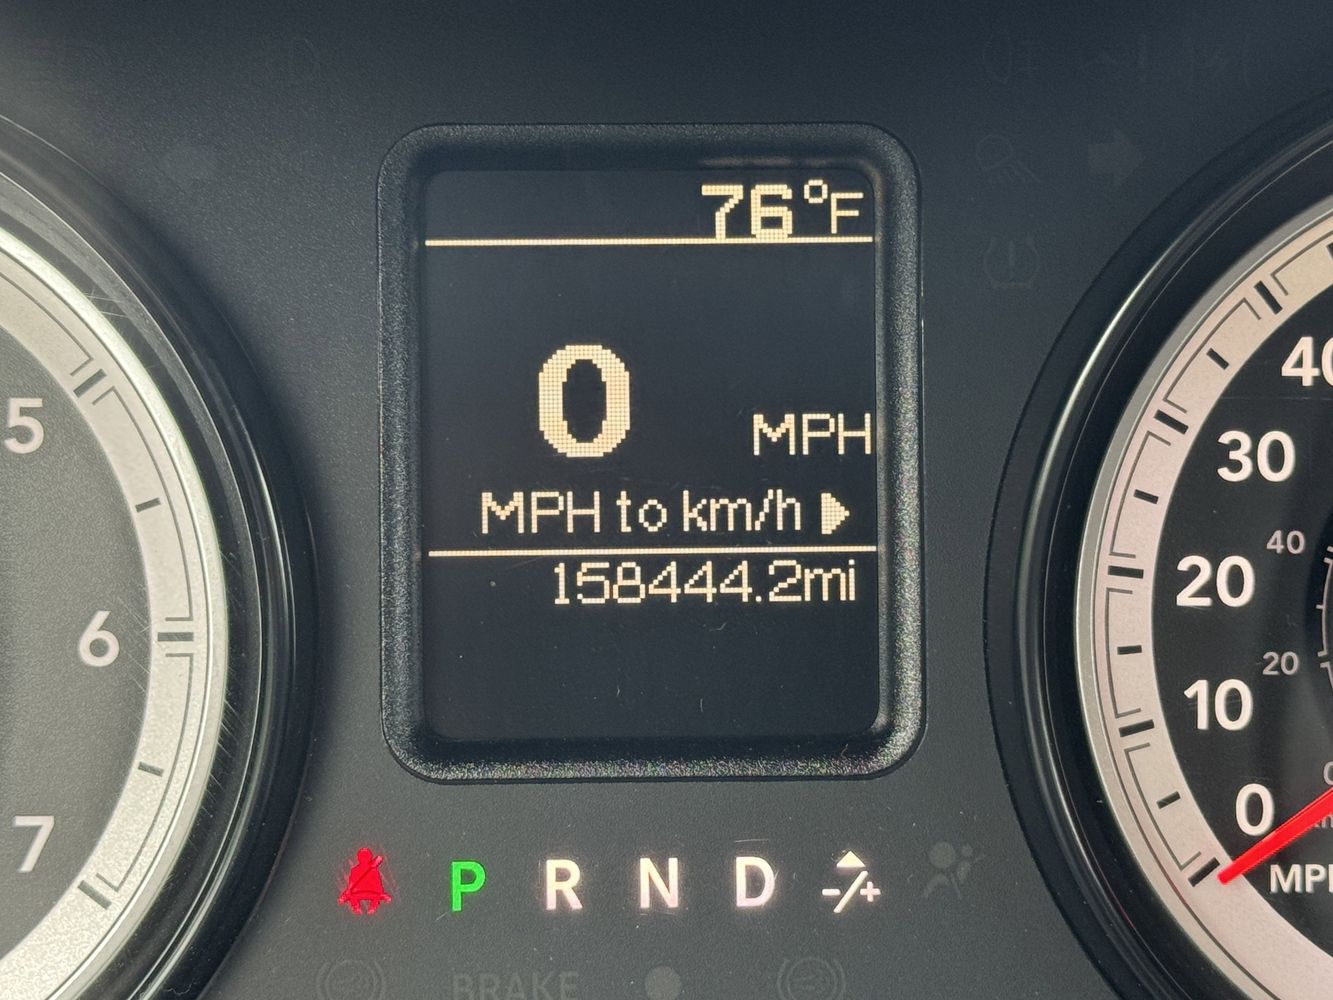 76°F
0 MPH
MPH to km/h ▶
158444.2mi
5
6
7
40
30
20
10
0
40
20
MPH
P R N D -/+
BRAKE